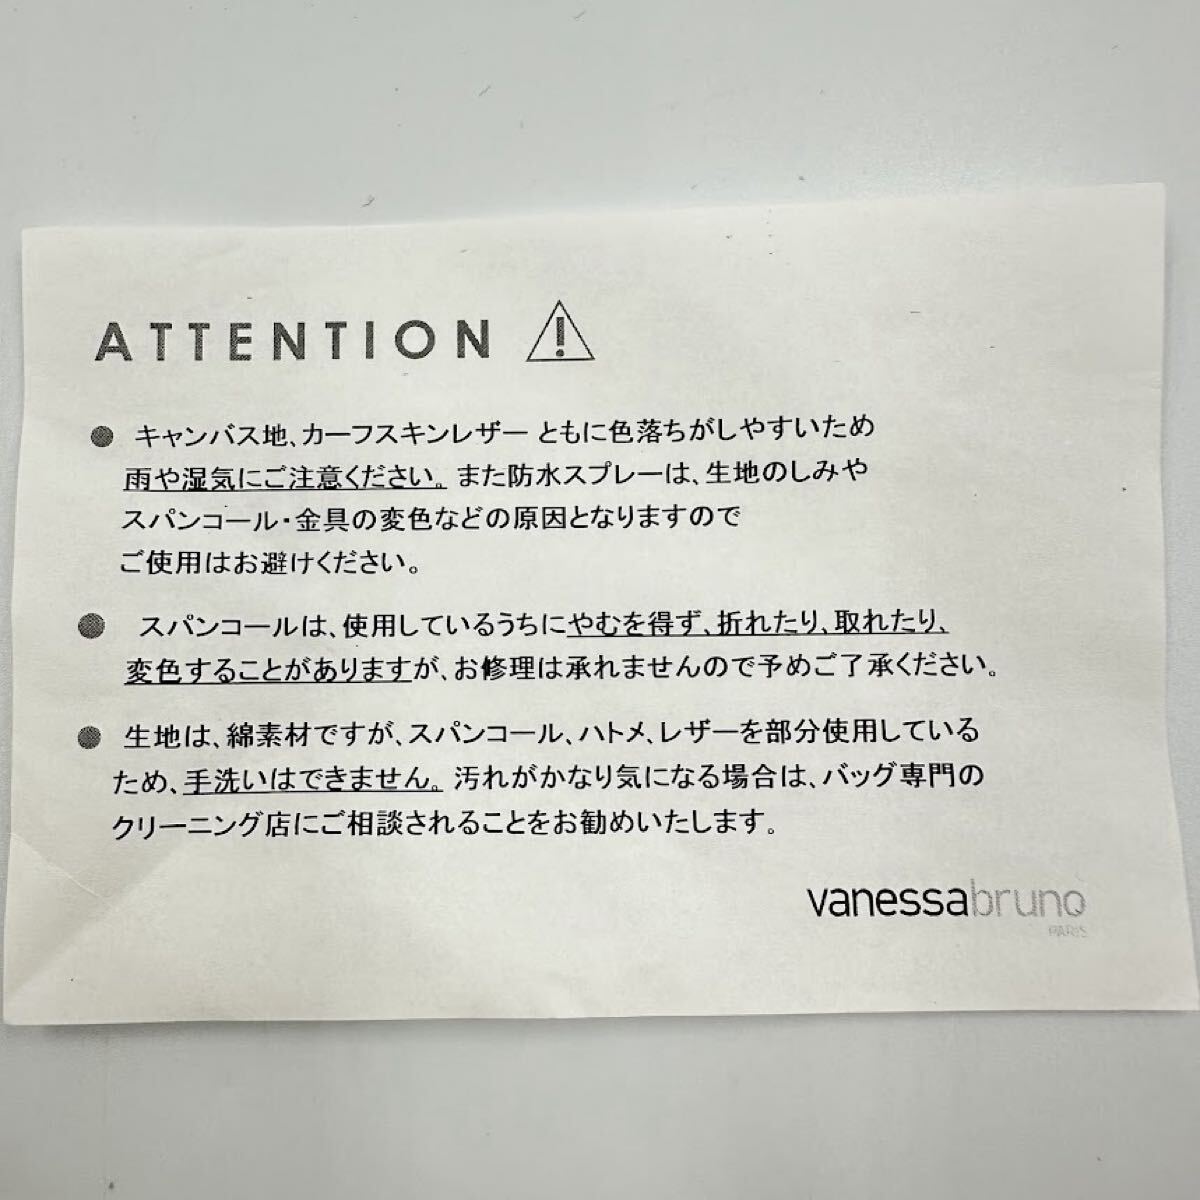 ATTENTION
● キャンバス地、カーフスキンレザー ともに色落ちがしやすいため
雨や湿気にご注意ください。また防水スプレーは、生地のしみや
スパンコール・金具の変色などの原因となりますので
ご使用はお避けください。
● スパンコールは、使用しているうちにやむを得ず、折れたり、取れたり、
変色することがありますが、お修理は承れませんので予めご了承ください。
● 生地は、綿素材ですが、スパンコール、ハトメ、レザーを部分使用している
ため、手洗いはできません。汚れがかなり気になる場合は、バッグ専門の
クリーニング店にご相談されることをお勧めいたします。
vanessabruno
PARIS